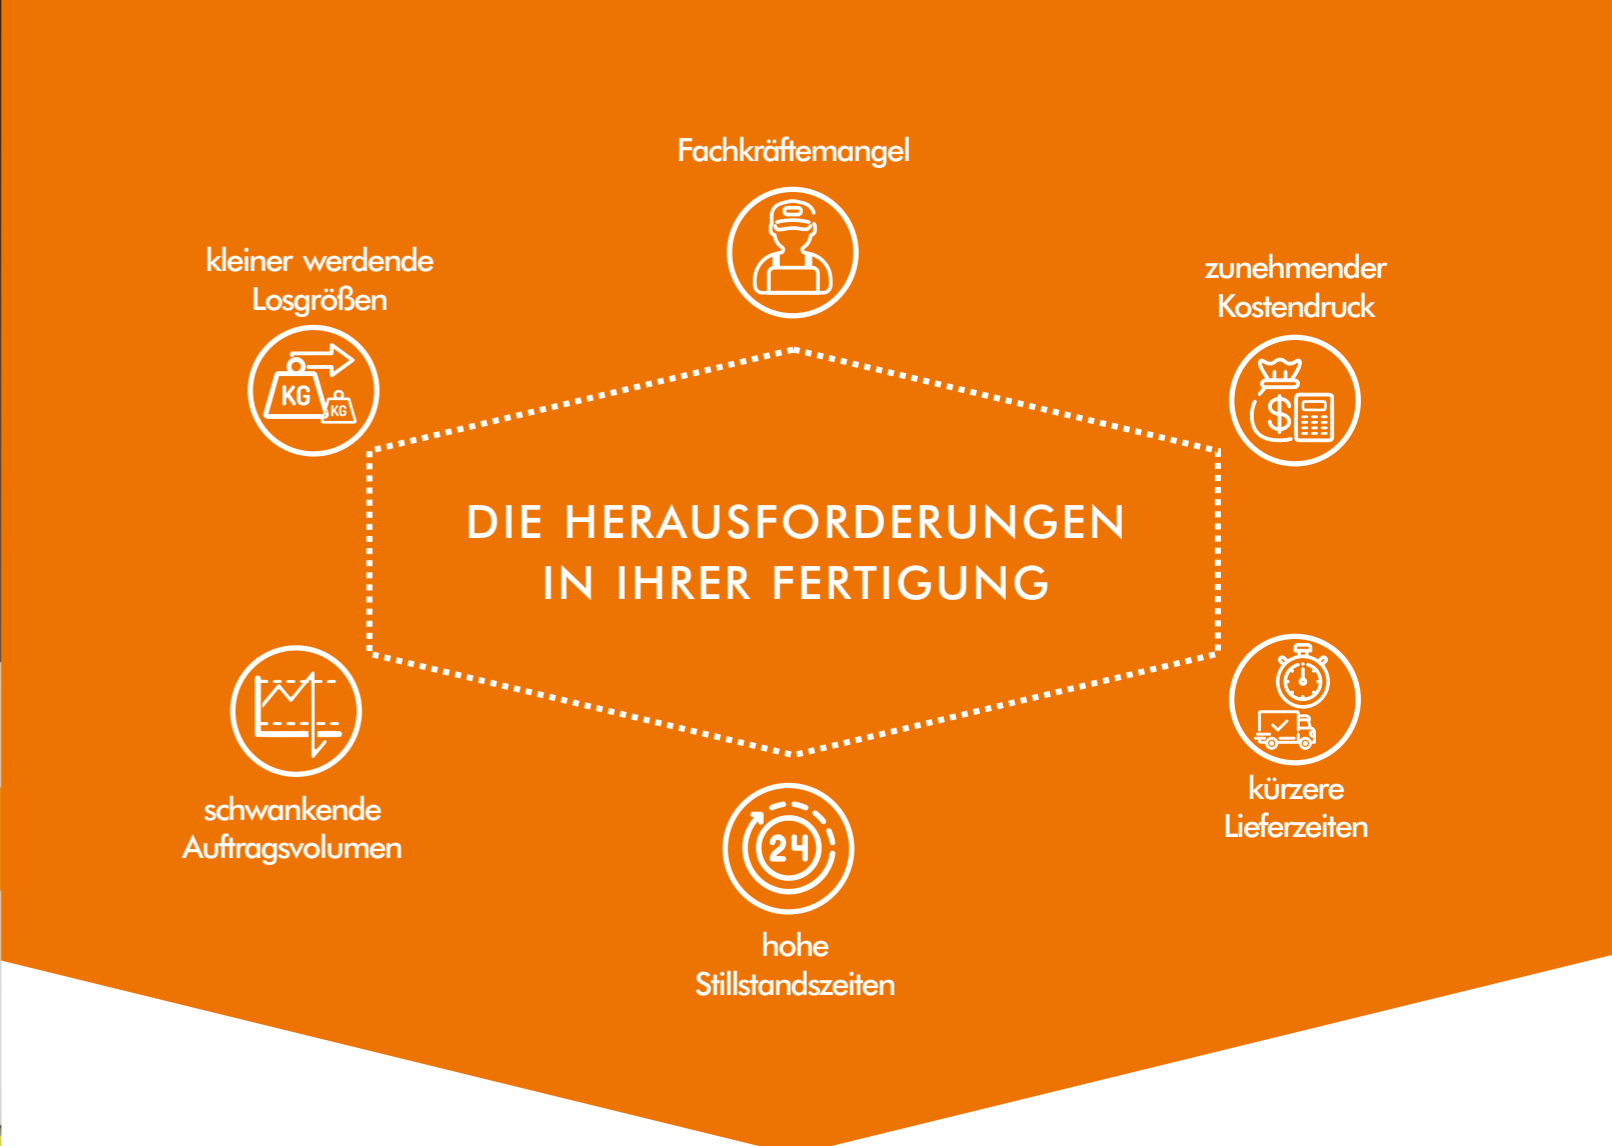 Fachkräftemangel
kleiner werdende
Losgrößen
zunehmender
Kostendruck
KG
KG
$
DIE HERAUSFORDERUNGEN
IN IHRER FERTIGUNG
schwankende
Auftragsvolumen
24
hohe
Stillstandszeiten
kürzere
Lieferzeiten